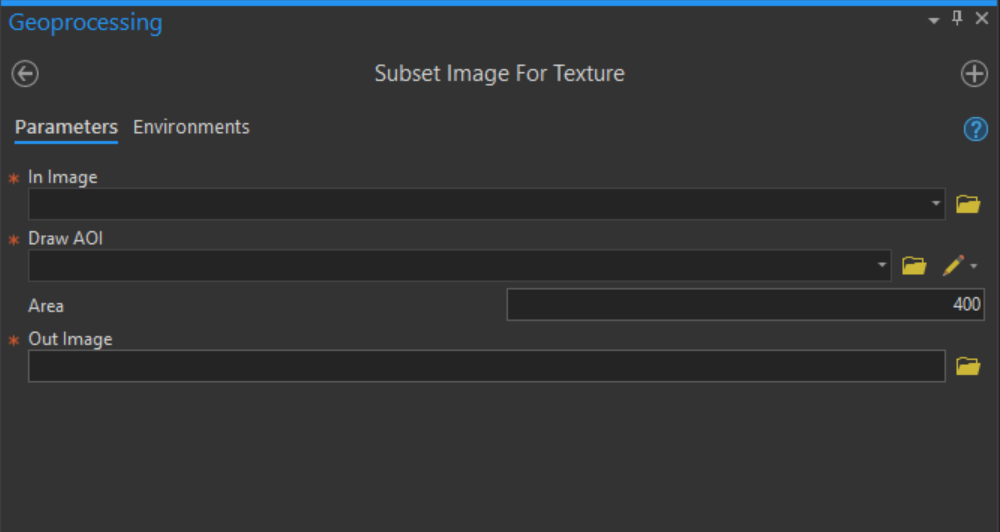 Geoprocessing
Subset Image For Texture
Parameters Environments
* In Image
* Draw AOI
Area 400
* Out Image